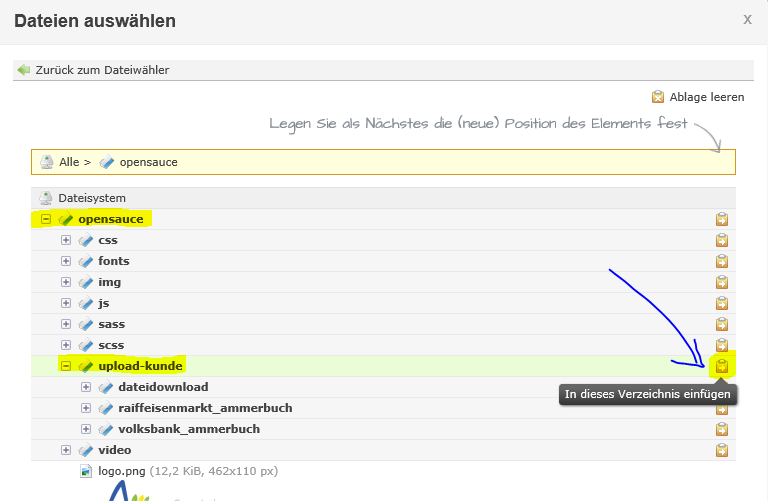 Dateien auswählen
x
Zurück zum Dateiwähler
Ablage leeren
Legen Sie als Nächstes die (neue) Position des Elements fest
Alle > opensauce
Dateisystem
opensauce
css
fonts
img
js
sass
scss
upload-kunde
In dieses Verzeichnis einfügen
dateidownload
raiffeisenmarkt_ammerbuch
volksbank_ammerbuch
video
logo.png (12,2 KiB, 462x110 px)